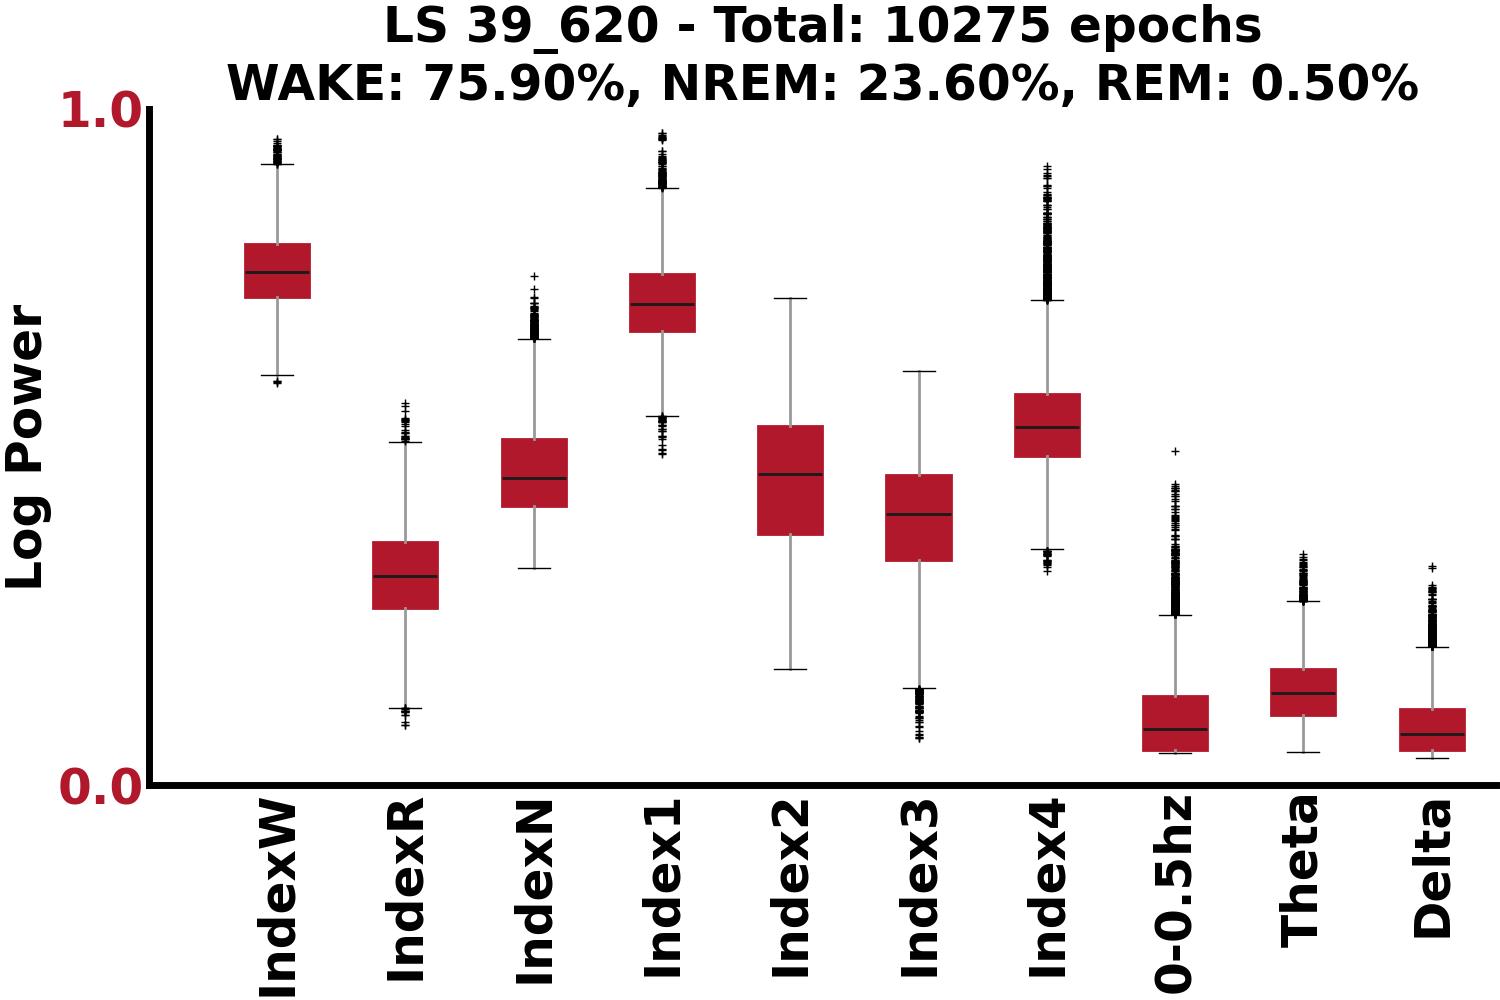 LS 39_620 - Total: 10275 epochs
WAKE: 75.90%, NREM: 23.60%, REM: 0.50%
1.0
Log Power
0.0
IndexW
IndexR
IndexN
Index1
Index2
Index3
Index4
0-0.5hz
Theta
Delta